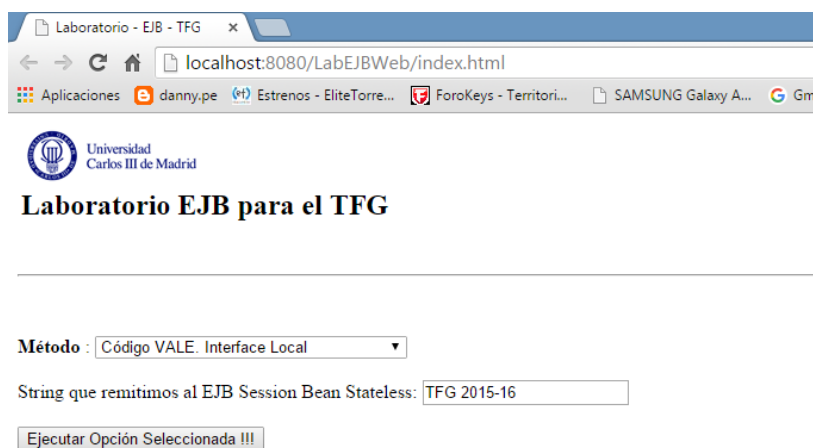 Laboratorio - EJB - TFG
localhost:8080/LabEJBWeb/index.html
Aplicaciones danny.pe Estrenos - EliteTorre... ForoKeys - Territori... SAMSUNG Galaxy A... Gm
Universidad
Carlos III de Madrid
Laboratorio EJB para el TFG
Método : Código VALE. Interface Local
String que remitimos al EJB Session Bean Stateless: TFG 2015-16
Ejecutar Opción Seleccionada !!!